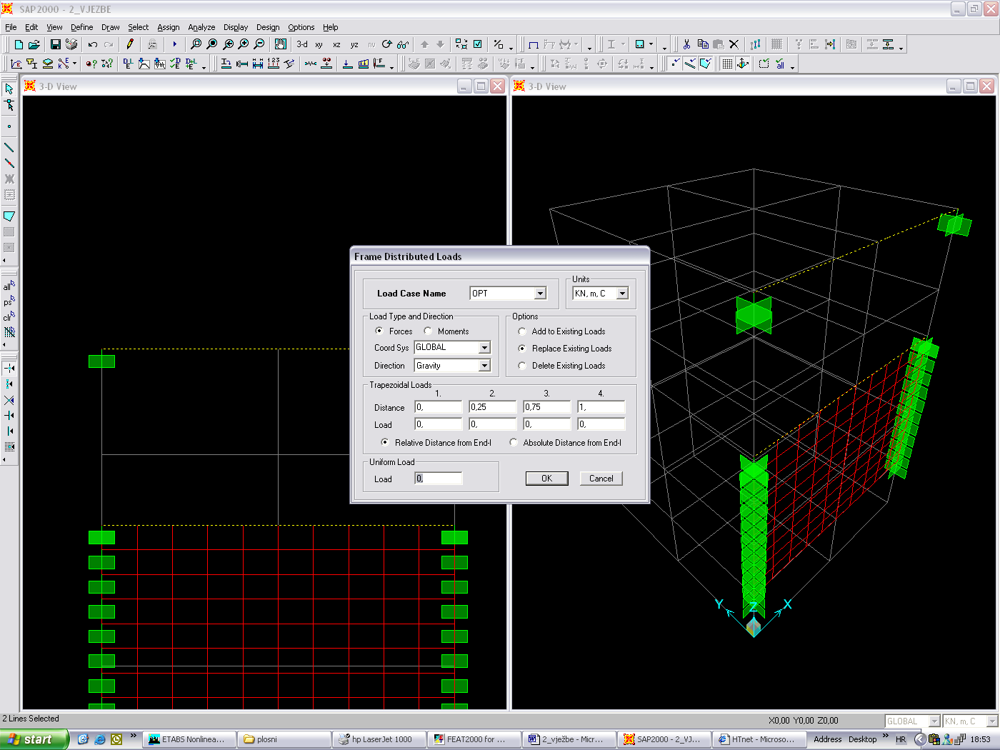 SAP2000 - 2_VJEZBE
File Edit View Define Draw Select Assign Analyze Display Design Options Help
3-d xy xz yz nv
3-D View
3-D View
all
ps
clr
Frame Distributed Loads
Load Case Name OPT
Units
KN, m, C
Load Type and Direction
Forces Moments
Coord Sys GLOBAL
Direction Gravity
Options
Add to Existing Loads
Replace Existing Loads
Delete Existing Loads
Trapezoidal Loads
1. 2. 3. 4.
Distance 0, 0,25 0,75 1,
Load 0, 0, 0, 0,
Relative Distance from End-I Absolute Distance from End-I
Uniform Load
Load 0,
OK Cancel
Y Z X
2 Lines Selected
X0,00 Y0,00 Z0,00
GLOBAL KN, m, C
start
ETABS Nonlinea...
plosni
hp LaserJet 1000
FEAT2000 for ...
2_vježbe - Micr...
SAP2000 - 2_VJ...
HTnet - Microso...
Address Desktop HR 18:53